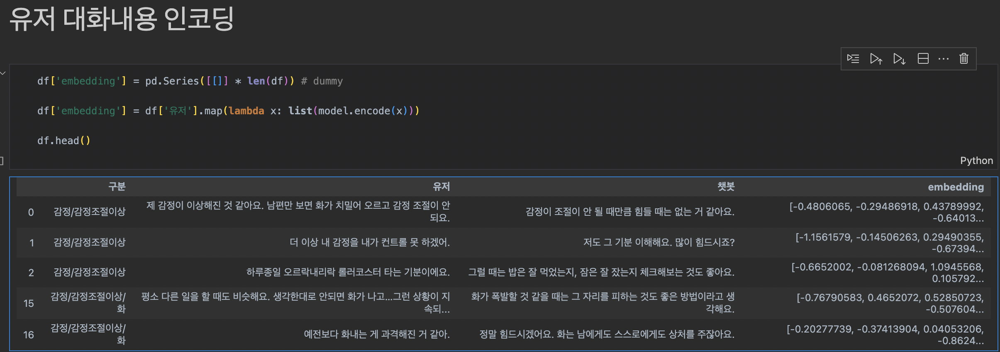 유저 대화내용 인코딩
df['embedding'] = pd.Series([[]] * len(df)) # dummy
df['embedding'] = df['유저'].map(lambda x: list(model.encode(x)))
df.head()
Python
구분 유저 챗봇 embedding
0 감정/감정조절이상 제 감정이 이상해진 것 같아요. 남편만 보면 화가 치밀어 오르고 감정 조절이 안 되요. 감정이 조절이 안 될 때만큼 힘들 때는 없는 거 같아요. [-0.4806065, -0.29486918, 0.43789992, -0.64013...
1 감정/감정조절이상 더 이상 내 감정을 내가 컨트롤 못 하겠어. 저도 그 기분 이해해요. 많이 힘드시죠? [-1.1561579, -0.14506263, 0.29490355, -0.67394...
2 감정/감정조절이상 하루종일 오르락내리락 롤러코스터 타는 기분이에요. 그럴 때는 밥은 잘 먹었는지, 잠은 잘 잤는지 체크해보는 것도 좋아요. [-0.6652002, -0.081268094, 1.0945568, 0.105792...
15 감정/감정조절이상/화 평소 다른 일을 할 때도 비슷해요. 생각한대로 안되면 화가 나고...그런 상황이 지속되... 화가 폭발할 것 같을 때는 그 자리를 피하는 것도 좋은 방법이라고 생각해요. [-0.76790583, 0.4652072, 0.52850723, -0.507604...
16 감정/감정조절이상/화 예전보다 화내는 게 과격해진 거 같아. 정말 힘드시겠어요. 화는 남에게도 스스로에게도 상처를 주잖아요. [-0.20277739, -0.37413904, 0.04053206, -0.8624...